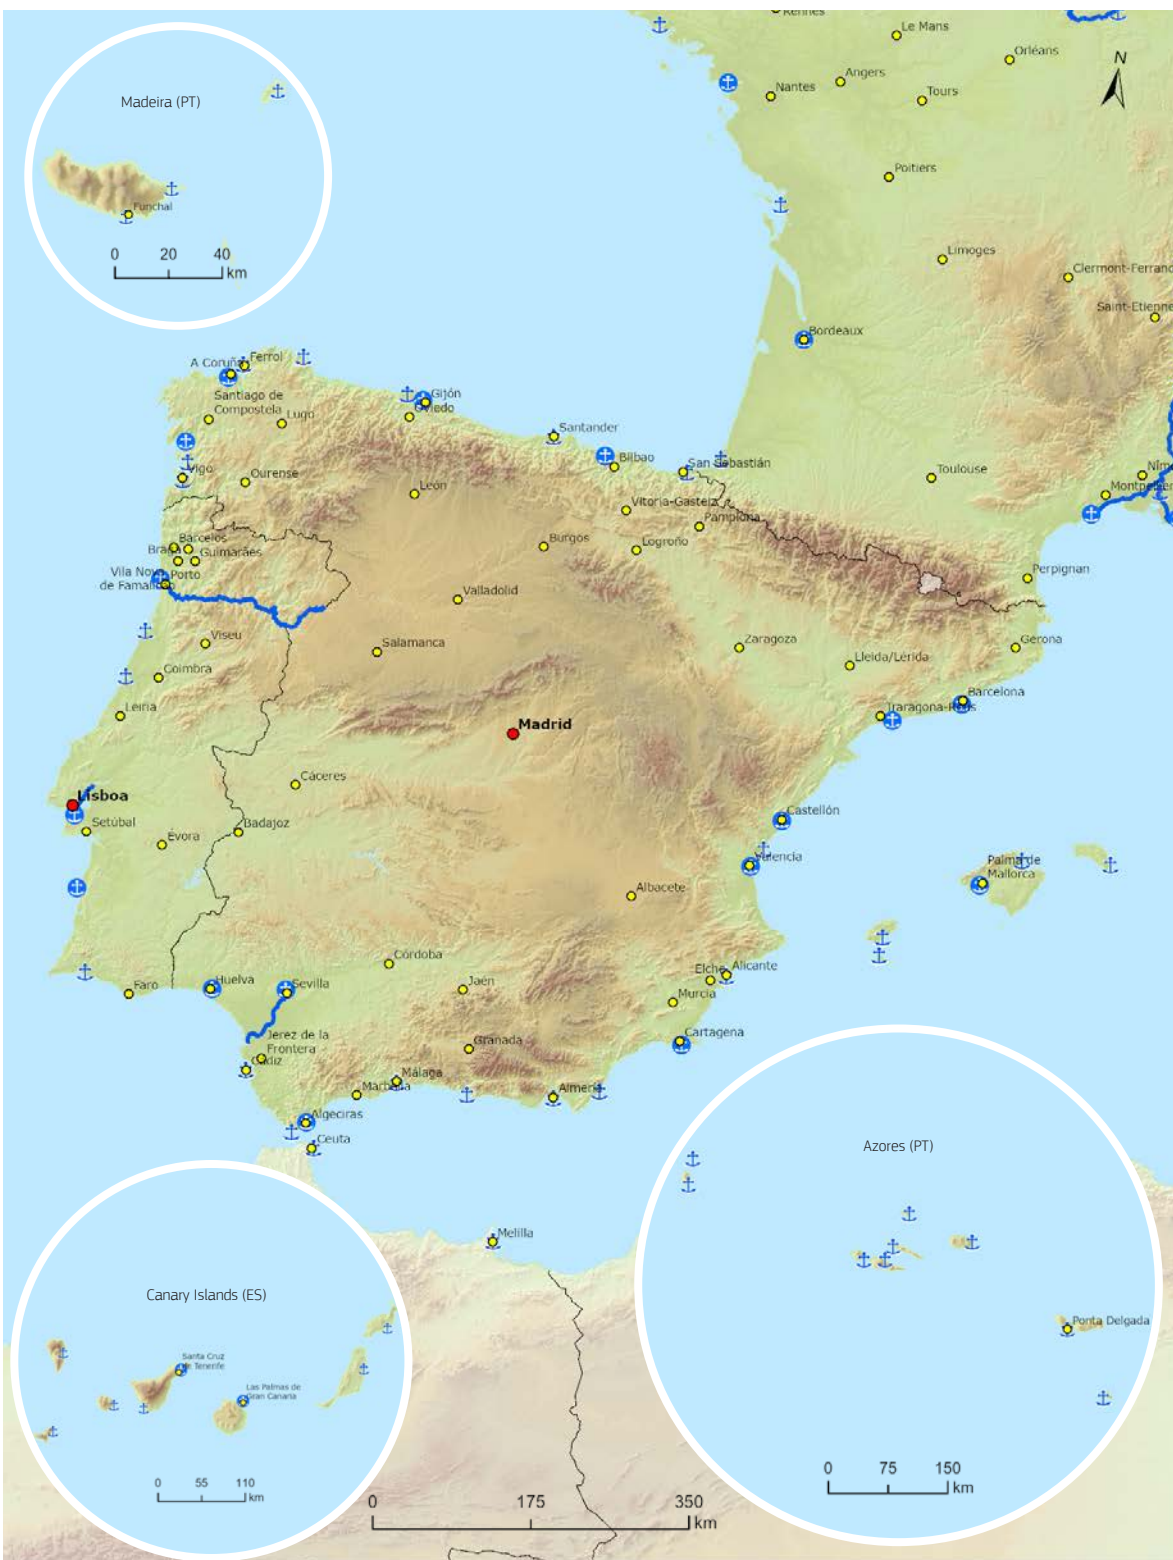 Rennes
Le Mans
Orléans
N
Angers
Nantes
Tours
Madeira (PT)
Poitiers
Funchal
0 20 40
km
Limoges
Clermont-Ferrand
Saint-Etienne
Bordeaux
A Coruña
Ferrol
Santiago de
Compostela
Lugo
Gijón
Oviedo
Santander
Bilbao
San Sebastián
Toulouse
Nîm
Montpellier
Vigo
Ourense
León
Vitoria-Gasteiz
Pamplona
Burgos
Logroño
Barcelos
Braga
Guimarães
Vila Nova
de Famalicão
Porto
Perpignan
Valladolid
Viseu
Salamanca
Zaragoza
Gerona
Lleida/Lérida
Coimbra
Leiria
Barcelona
Traragona-Reus
Madrid
Cáceres
Lisboa
Setúbal
Évora
Badajoz
Castellón
Valencia
Palma de
Mallorca
Albacete
Córdoba
Elche
Alicante
Faro
Huelva
Sevilla
Jaén
Murcia
Cartagena
Jerez de la
Frontera
Cádiz
Granada
Málaga
Marbella
Almería
Algeciras
Ceuta
Azores (PT)
Melilla
Canary Islands (ES)
Ponta Delgada
Santa Cruz
de Tenerife
Las Palmas de
Gran Canaria
0 55 110
km
0 75 150
km
0 175 350
km